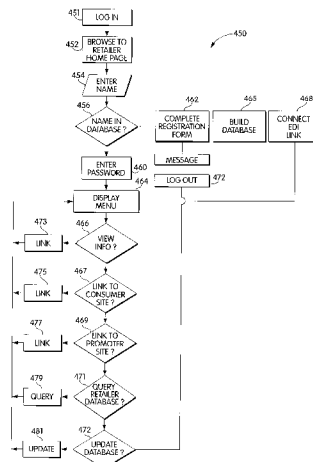 451
LOG IN
450
452
BROWSE TO
RETAILER
HOME PAGE
454
ENTER
NAME
456
NAME IN
DATABASE ?
462
COMPLETE
REGISTRATION
FORM
465
BUILD
DATABASE
468
CONNECT
EDI
LINK
MESSAGE
ENTER
PASSWORD
460
464
LOG-OUT
472
DISPLAY
MENU
473
LINK
466
VIEW
INFO ?
475
LINK
467
LINK TO
CONSUMER
SITE ?
477
LINK
469
LINK TO
PROMOTER
SITE ?
479
QUERY
471
QUERY
RETAILER
DATABASE ?
481
UPDATE
472
UPDATE
DATABASE ?